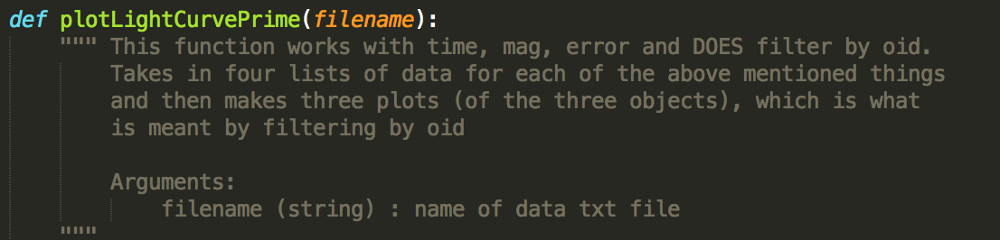 def plotLightCurvePrime(filename):
    """ This function works with time, mag, error and DOES filter by oid.
        Takes in four lists of data for each of the above mentioned things
        and then makes three plots (of the three objects), which is what
        is meant by filtering by oid

        Arguments:
            filename (string) : name of data txt file
    """